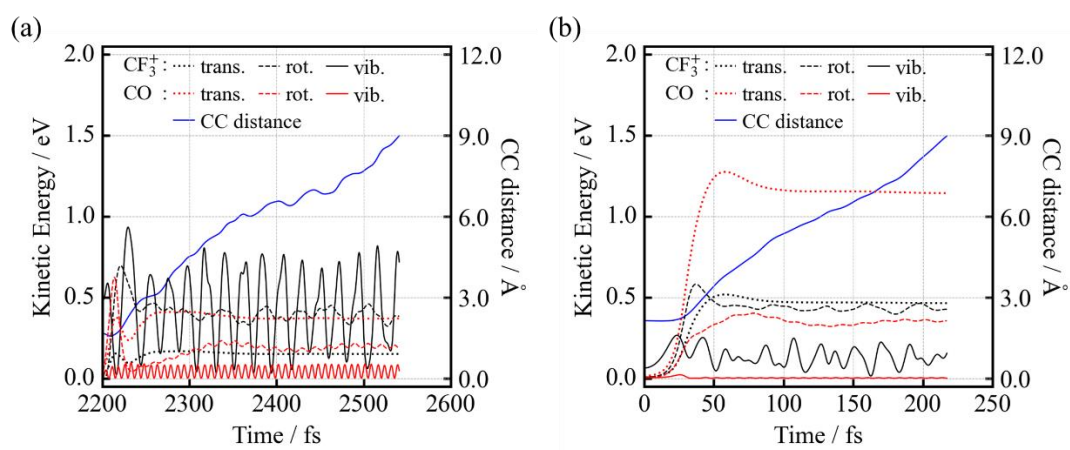 (a)
2.0
1.5
1.0
0.5
0.0
Kinetic Energy / eV
CF₃⁺ : trans. rot. vib.
CO : trans. rot. vib.
CC distance
12.0
9.0
6.0
3.0
0.0
CC distance / Å
2200 2300 2400 2500 2600
Time / fs
(b)
2.0
1.5
1.0
0.5
0.0
Kinetic Energy / eV
CF₃⁺ : trans. rot. vib.
CO : trans. rot. vib.
CC distance
12.0
9.0
6.0
3.0
0.0
CC distance / Å
0 50 100 150 200 250
Time / fs